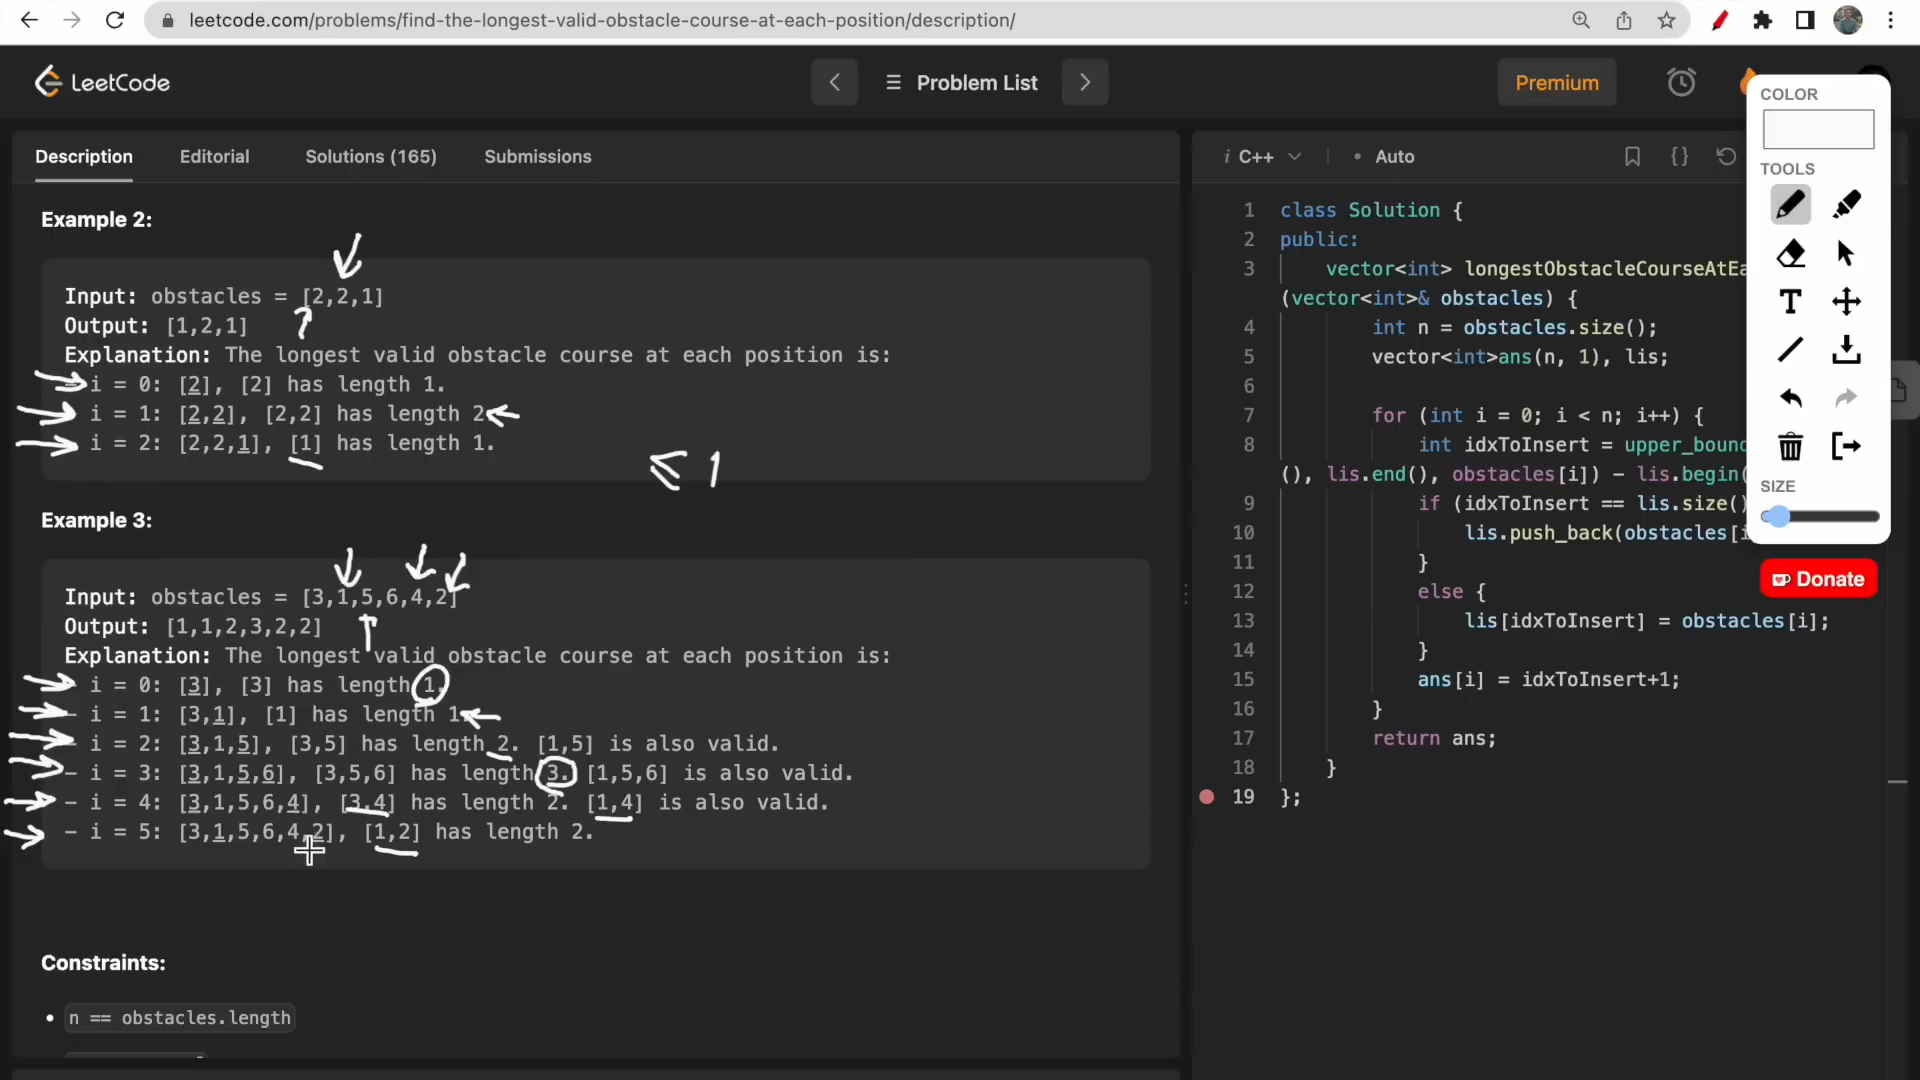 leetcode.com/problems/find-the-longest-valid-obstacle-course-at-each-position/description/
LeetCode
Problem List
Premium
Description Editorial Solutions (165) Submissions
Example 2:
Input: obstacles = [2,2,1]
Output: [1,2,1]
Explanation: The longest valid obstacle course at each position is:
- i = 0: [2], [2] has length 1.
- i = 1: [2,2], [2,2] has length 2.
- i = 2: [2,2,1], [1] has length 1.
≤ 1
Example 3:
Input: obstacles = [3,1,5,6,4,2]
Output: [1,1,2,3,2,2]
Explanation: The longest valid obstacle course at each position is:
- i = 0: [3], [3] has length 1.
- i = 1: [3,1], [1] has length 1.
- i = 2: [3,1,5], [3,5] has length 2. [1,5] is also valid.
- i = 3: [3,1,5,6], [3,5,6] has length 3. [1,5,6] is also valid.
- i = 4: [3,1,5,6,4], [3,4] has length 2. [1,4] is also valid.
- i = 5: [3,1,5,6,4,2], [1,2] has length 2.
Constraints:
• n == obstacles.length
i C++ • Auto
1 class Solution {
2 public:
3 vector<int> longestObstacleCourseAtEa
(vector<int>& obstacles) {
4 int n = obstacles.size();
5 vector<int>ans(n, 1), lis;
6
7 for (int i = 0; i < n; i++) {
8 int idxToInsert = upper_bound
(), lis.end(), obstacles[i]) - lis.begin(
9 if (idxToInsert == lis.size()
10 lis.push_back(obstacles[i
11 }
12 else {
13 lis[idxToInsert] = obstacles[i];
14 }
15 ans[i] = idxToInsert+1;
16 }
17 return ans;
18 }
19 };
COLOR
TOOLS
T
SIZE
Donate